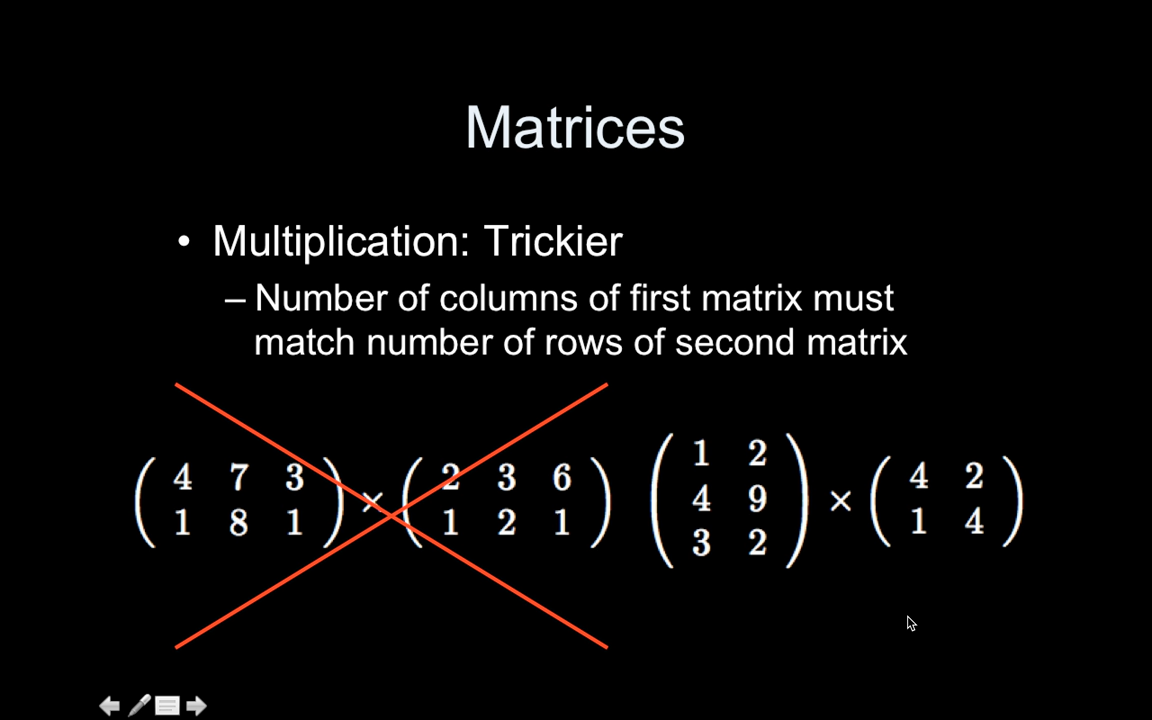 Matrices
• Multiplication: Trickier
– Number of columns of first matrix must
match number of rows of second matrix
( 4 7 3 ) × ( 2 3 6 )
( 1 8 1 ) ( 1 2 1 )
( 1 2 ) × ( 4 2 )
( 4 9 ) ( 1 4 )
( 3 2 )